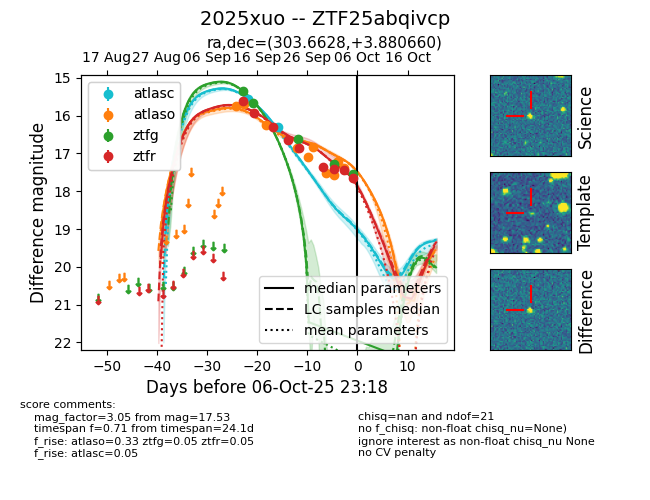 2025xuo -- ZTF25abqivcp
ra,dec=(303.6628,+3.880660)
17 Aug 27 Aug 06 Sep 16 Sep 26 Sep 06 Oct 16 Oct
15
16
17
18
19
20
21
22
Difference magnitude
atlasc
atlaso
ztfg
ztfr
median parameters
LC samples median
mean parameters
−50 −40 −30 −20 −10 0 10
Days before 06-Oct-25 23:18
Science
Template
Difference
score comments:
mag_factor=3.05 from mag=17.53
timespan f=0.71 from timespan=24.1d
f_rise: atlaso=0.33 ztfg=0.05 ztfr=0.05
f_rise: atlasc=0.05
chisq=nan and ndof=21
no f_chisq: non-float chisq_nu=None)
ignore interest as non-float chisq_nu None
no CV penalty